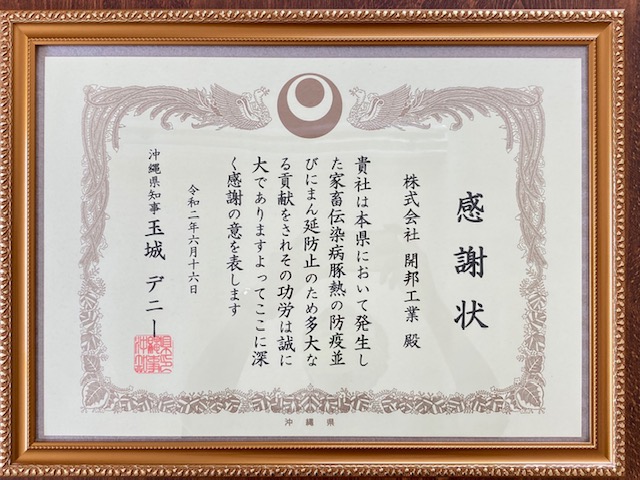 感謝状
株式会社 開邦工業 殿
貴社は本県において発生し
た家畜伝染病豚熱の防疫並
びにまん延防止のため多大な
る貢献をされその功労は誠に
大でありますよってここに深
く感謝の意を表します
令和二年六月十六日
沖縄県知事 玉城 デニー
沖縄県